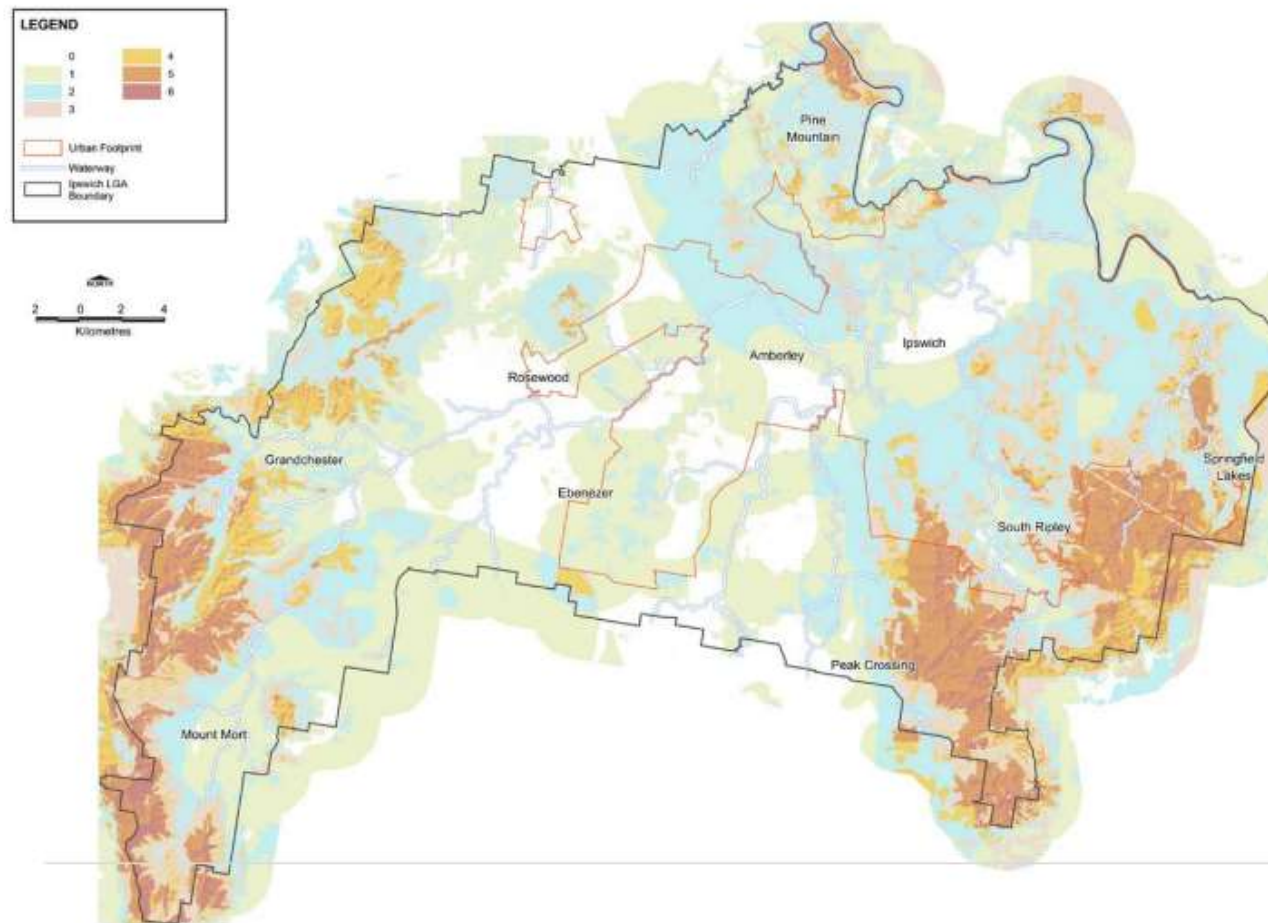 LEGEND
0
1
2
3
4
5
6
Urban Footprint
Waterway
Ipswich LGA
Boundary
NORTH
2 0 2 4
Kilometres
Pine
Mountain
Ipswich
Amberley
Rosewood
Grandchester
Ebenezer
Springfield
Lakes
South Ripley
Peak Crossing
Mount Mort